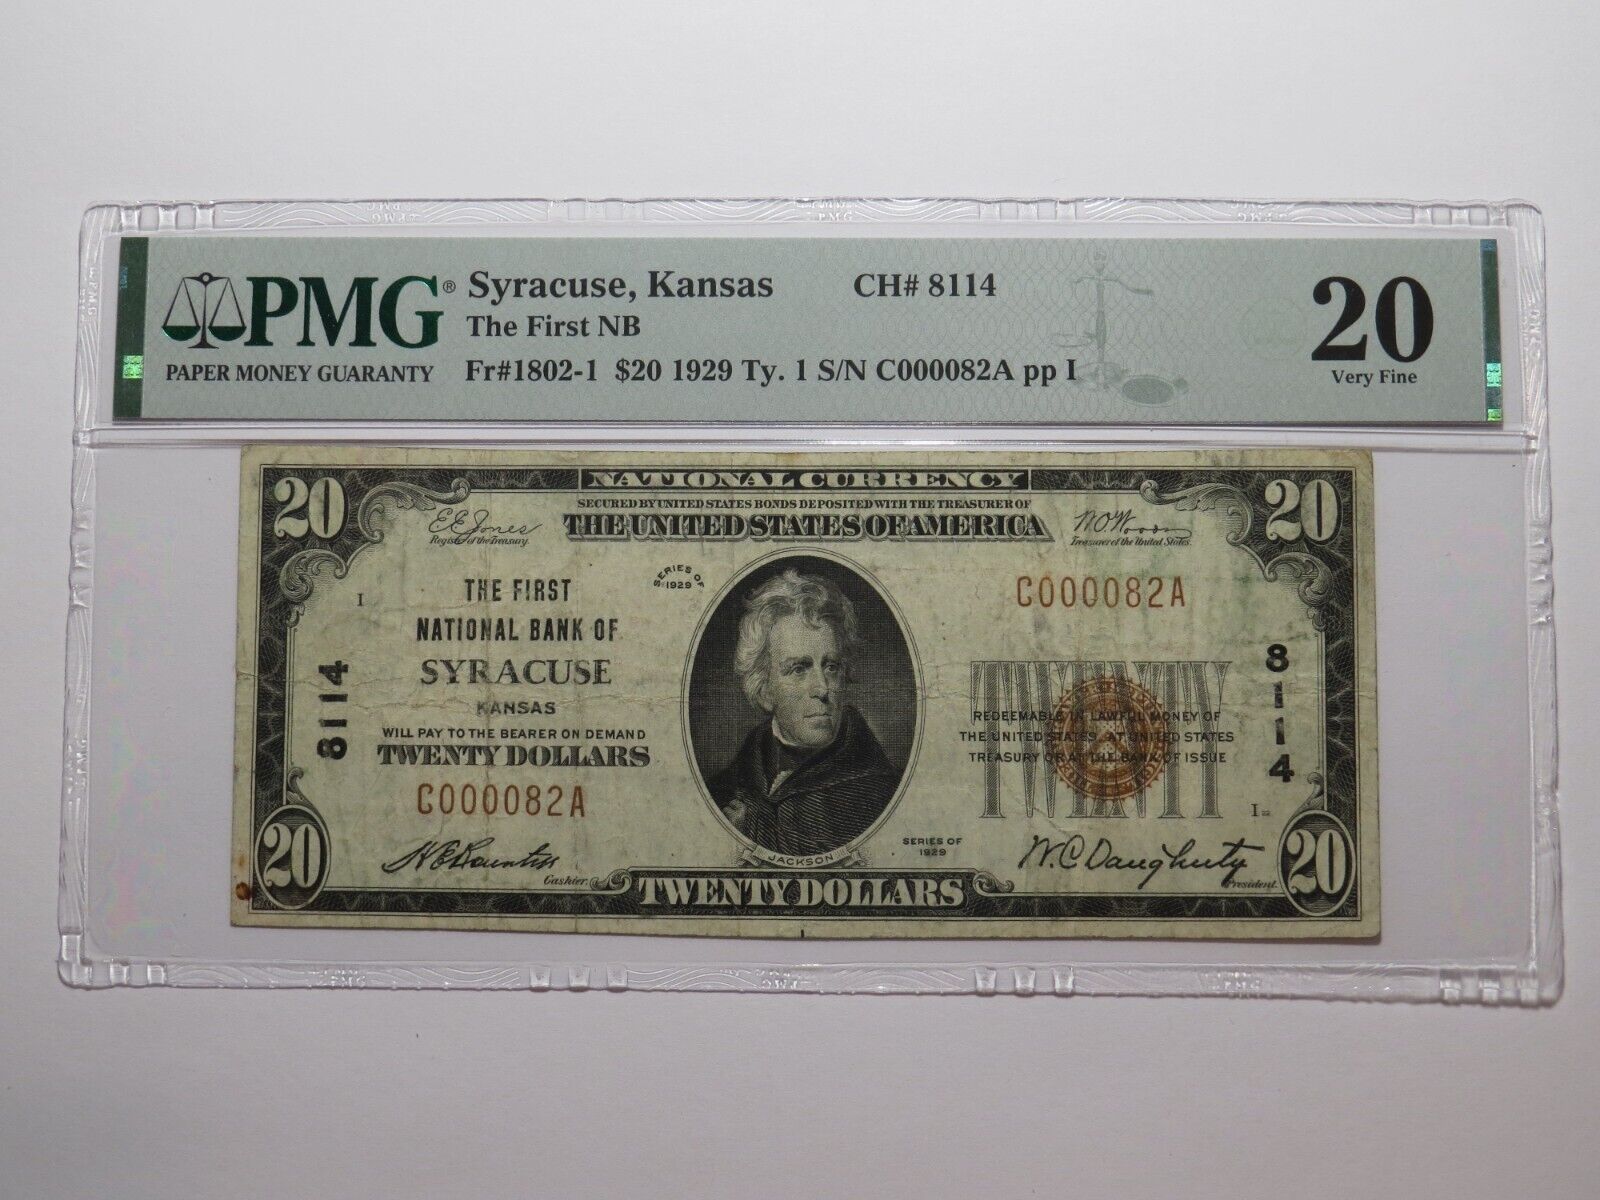 PMG®
PAPER MONEY GUARANTY
Syracuse, Kansas CH# 8114
The First NB
Fr#1802-1 $20 1929 Ty. 1 S/N C000082A pp I
20
Very Fine
NATIONAL CURRENCY
SECURED BY UNITED STATES BONDS DEPOSITED WITH THE TREASURER OF
THE UNITED STATES OF AMERICA
20
20
E E Jones
Register of the Treasury.
W O Woods
Treasurer of the United States.
SERIES OF
1929
I
THE FIRST
NATIONAL BANK OF
SYRACUSE
KANSAS
WILL PAY TO THE BEARER ON DEMAND
TWENTY DOLLARS
C000082A
8114
C000082A
8114
TWENTY
REDEEMABLE IN LAWFUL MONEY OF
THE UNITED STATES, AT UNITED STATES
TREASURY OR AT THE BANK OF ISSUE
I
JACKSON
SERIES OF
1929
Cashier.
W. C. Daugherty
President.
20
TWENTY DOLLARS
20